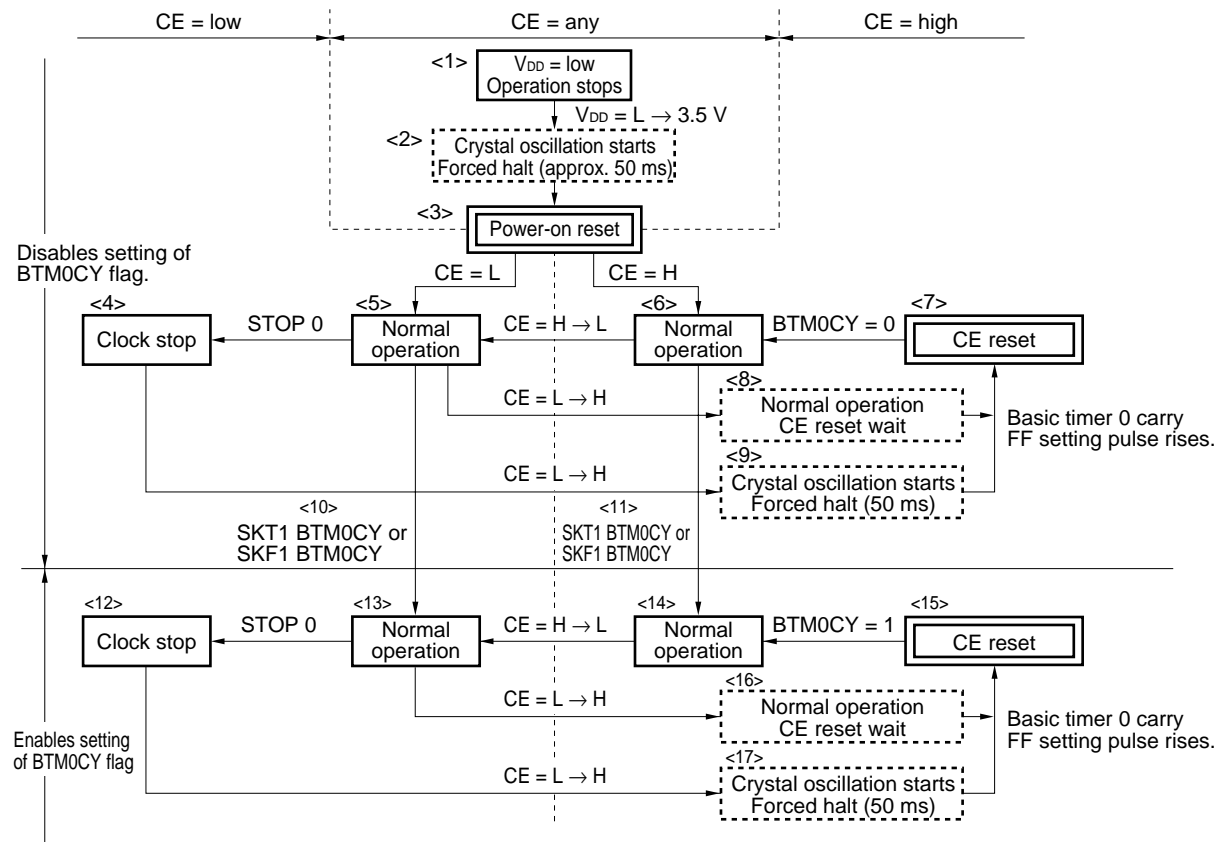 CE = low
CE = any
CE = high
<1>
VDD = low
Operation stops
VDD = L → 3.5 V
<2>
Crystal oscillation starts
Forced halt (approx. 50 ms)
<3>
Power-on reset
Disables setting of
BTM0CY flag.
CE = L
CE = H
<4>
Clock stop
STOP 0
<5>
Normal
operation
CE = H → L
<6>
Normal
operation
BTM0CY = 0
<7>
CE reset
CE = L → H
<8>
Normal operation
CE reset wait
Basic timer 0 carry
FF setting pulse rises.
CE = L → H
<9>
Crystal oscillation starts
Forced halt (50 ms)
<10>
SKT1 BTM0CY or
SKF1 BTM0CY
<11>
SKT1 BTM0CY or
SKF1 BTM0CY
<12>
Clock stop
STOP 0
<13>
Normal
operation
CE = H → L
<14>
Normal
operation
BTM0CY = 1
<15>
CE reset
CE = L → H
<16>
Normal operation
CE reset wait
Basic timer 0 carry
FF setting pulse rises.
Enables setting
of BTM0CY flag
CE = L → H
<17>
Crystal oscillation starts
Forced halt (50 ms)